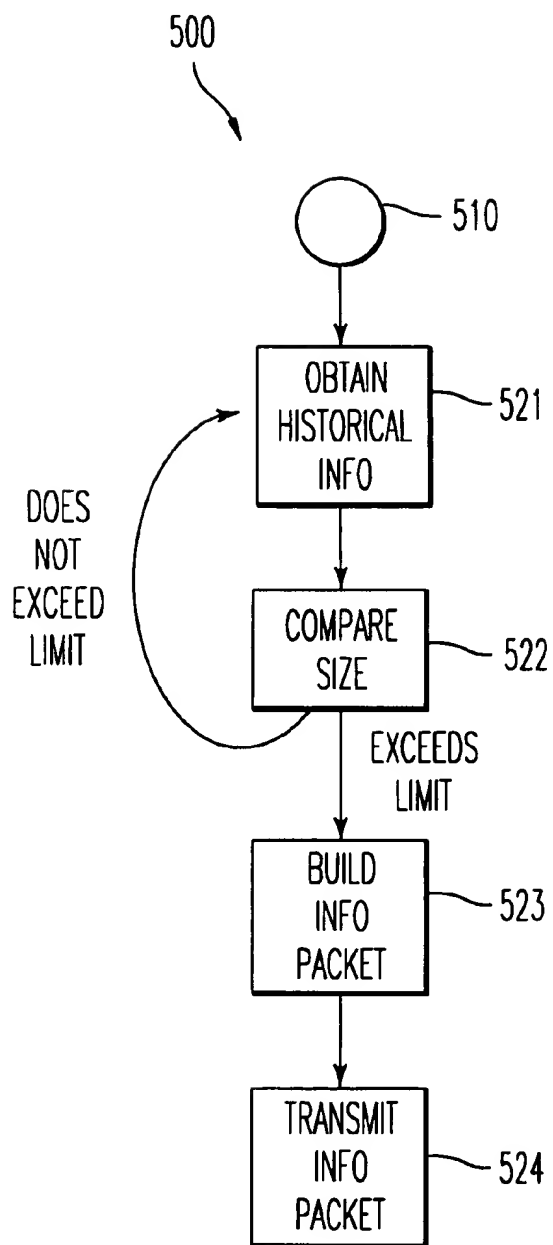 500
510
OBTAIN
HISTORICAL
INFO
521
DOES
NOT
EXCEED
LIMIT
COMPARE
SIZE
522
EXCEEDS
LIMIT
BUILD
INFO
PACKET
523
TRANSMIT
INFO
PACKET
524